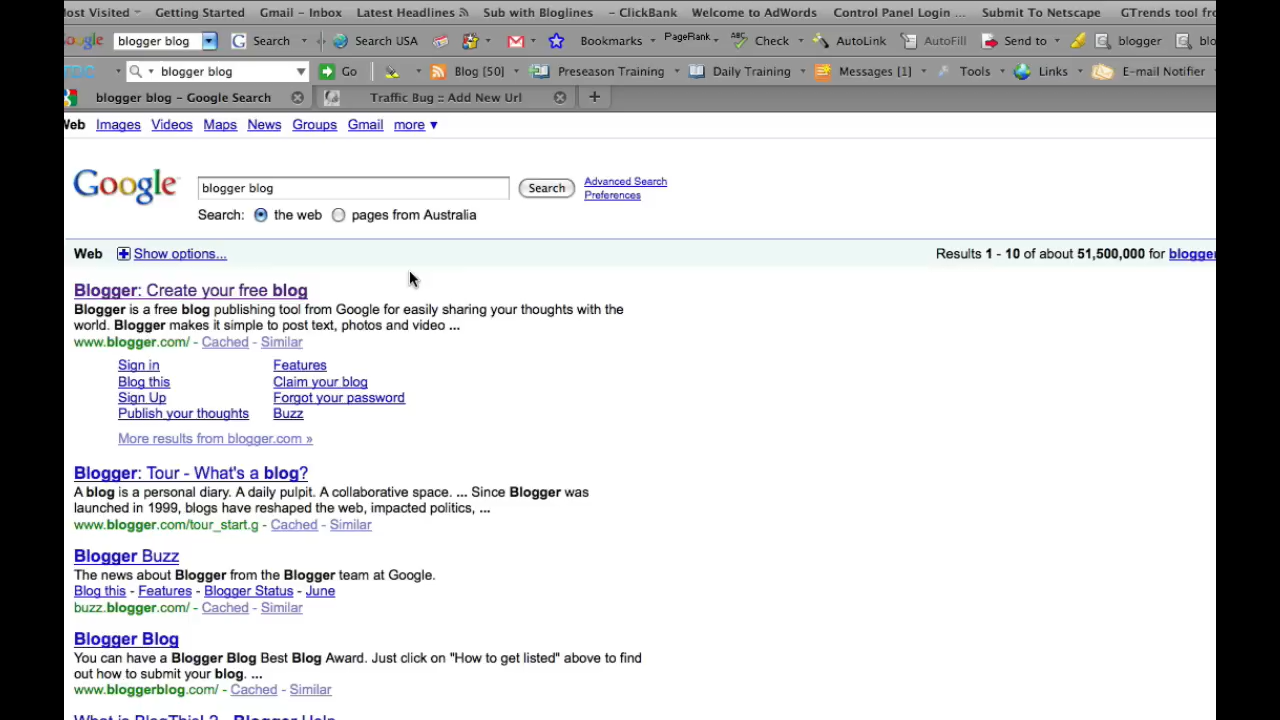 ost Visited Getting Started Gmail – Inbox Latest Headlines Sub with Bloglines – ClickBank Welcome to AdWords Control Panel Login ... Submit To Netscape GTrends tool fro
oogle blogger blog G Search Search USA Bookmarks PageRank ABC Check AutoLink AutoFill Send to blogger blo
blogger blog Go Blog [50] Preseason Training Daily Training Messages [1] Tools Links E-mail Notifier
blogger blog – Google Search Traffic Bug :: Add New Url +
Web Images Videos Maps News Groups Gmail more ▼
Google blogger blog Search Advanced Search
Preferences
Search: the web pages from Australia
Web Show options... Results 1 - 10 of about 51,500,000 for blogger
Blogger: Create your free blog
Blogger is a free blog publishing tool from Google for easily sharing your thoughts with the
world. Blogger makes it simple to post text, photos and video ...
www.blogger.com/ - Cached - Similar
Sign in Features
Blog this Claim your blog
Sign Up Forgot your password
Publish your thoughts Buzz
More results from blogger.com »
Blogger: Tour - What's a blog?
A blog is a personal diary. A daily pulpit. A collaborative space. ... Since Blogger was
launched in 1999, blogs have reshaped the web, impacted politics, ...
www.blogger.com/tour_start.g - Cached - Similar
Blogger Buzz
The news about Blogger from the Blogger team at Google.
Blog this - Features - Blogger Status - June
buzz.blogger.com/ - Cached - Similar
Blogger Blog
You can have a Blogger Blog Best Blog Award. Just click on "How to get listed" above to find
out how to submit your blog. ...
www.bloggerblog.com/ - Cached - Similar
What is BlogThis! ? - Blogger Help